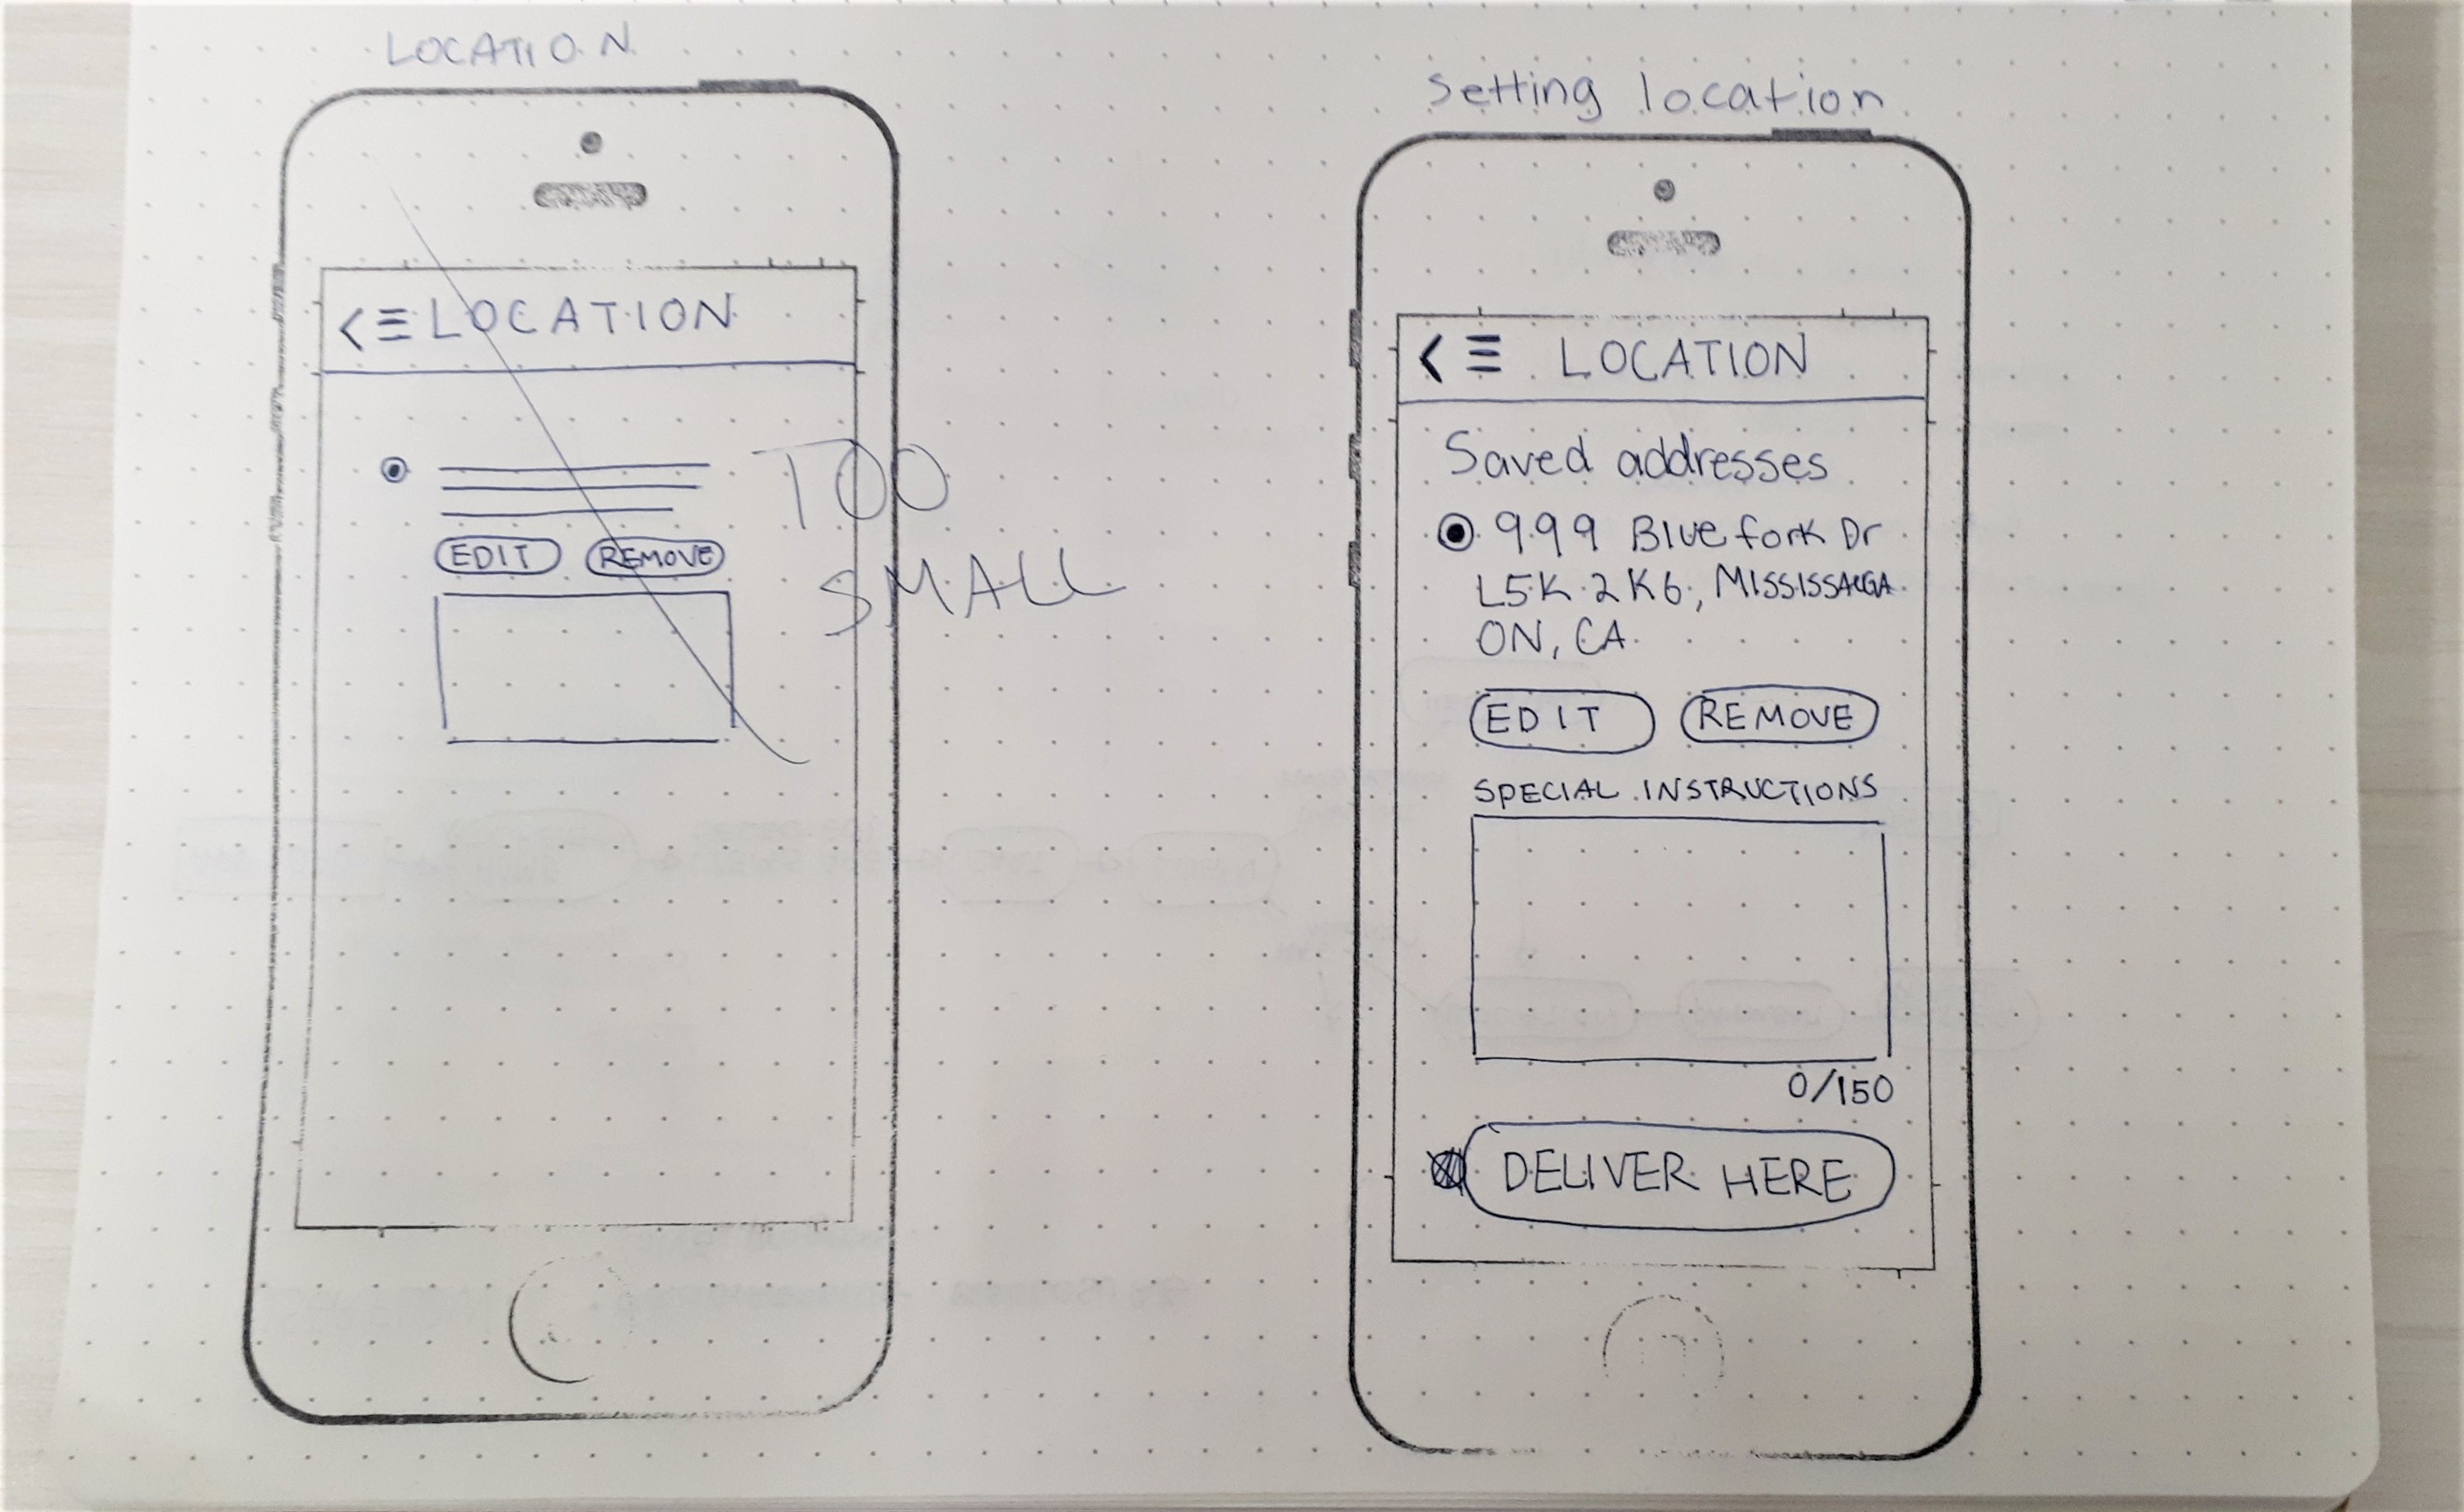 LOCATION
< ≡ LOCATION
EDIT REMOVE
TOO
SMALL
Setting location
< ≡ LOCATION
Saved addresses
999 Blue fork Dr
L5K 2K6, MISSISSAUGA
ON, CA
EDIT REMOVE
SPECIAL INSTRUCTIONS
0/150
DELIVER HERE